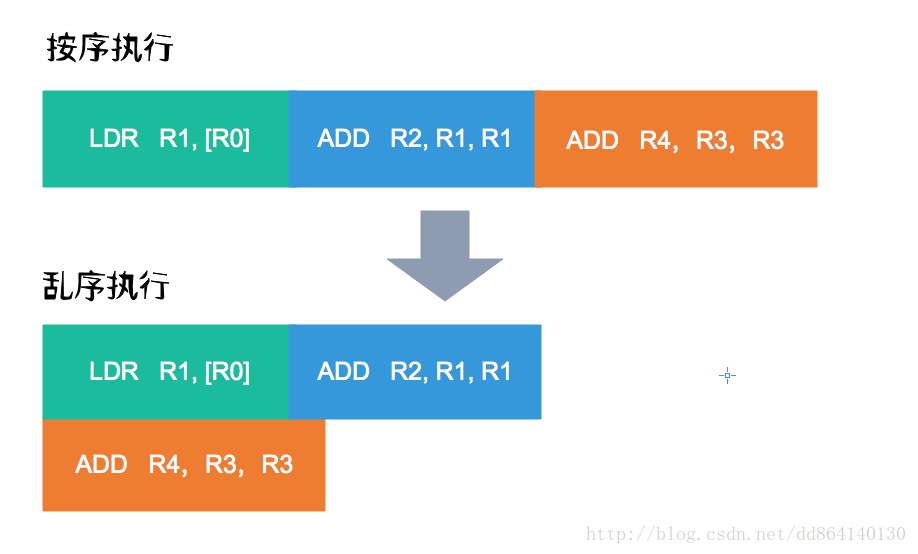 按序执行
LDR R1, [R0] ADD R2, R1, R1 ADD R4，R3，R3
乱序执行
LDR R1, [R0] ADD R2, R1, R1
ADD R4，R3，R3
http://blog.csdn.net/dd864140130